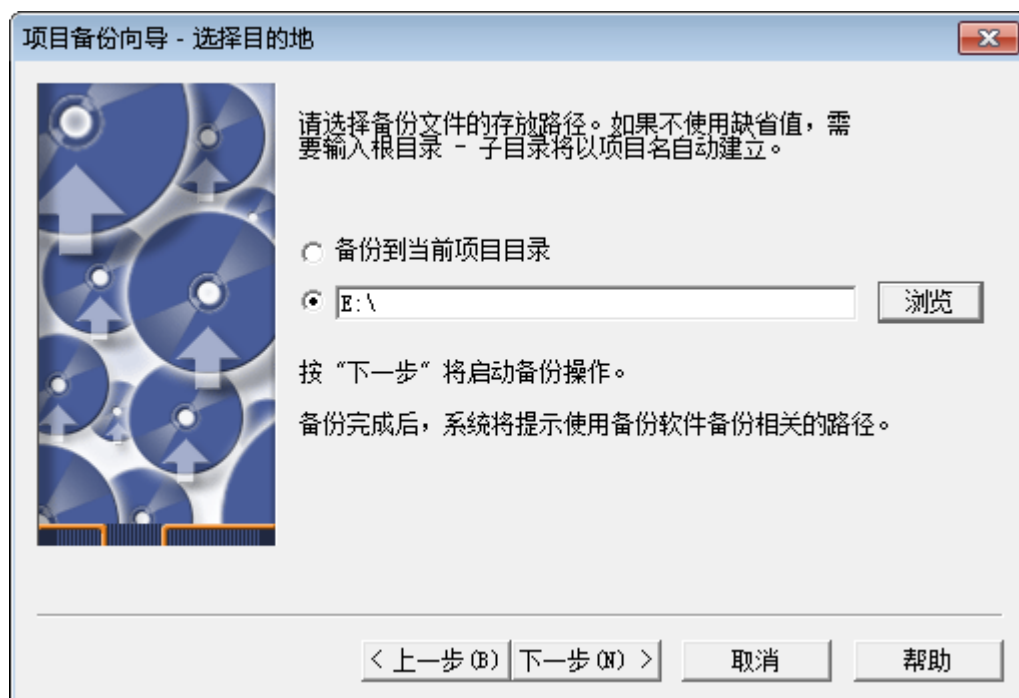 项目备份向导 - 选择目的地
请选择备份文件的存放路径。如果不使用缺省值，需
要输入根目录 - 子目录将以项目名自动建立。
备份到当前项目目录
E:\
浏览
按“下一步”将启动备份操作。
备份完成后，系统将提示使用备份软件备份相关的路径。
< 上一步(B) 下一步(N) > 取消 帮助